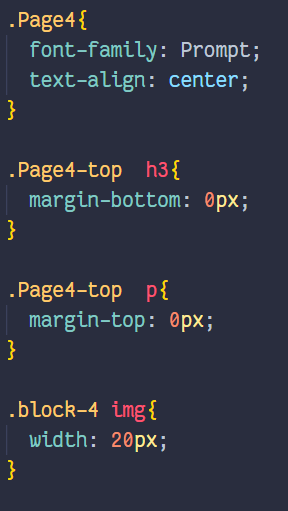 .Page4{
font-family: Prompt;
text-align: center;
}
.Page4-top  h3{
margin-bottom: 0px;
}
.Page4-top  p{
margin-top: 0px;
}
.block-4 img{
width: 20px;
}